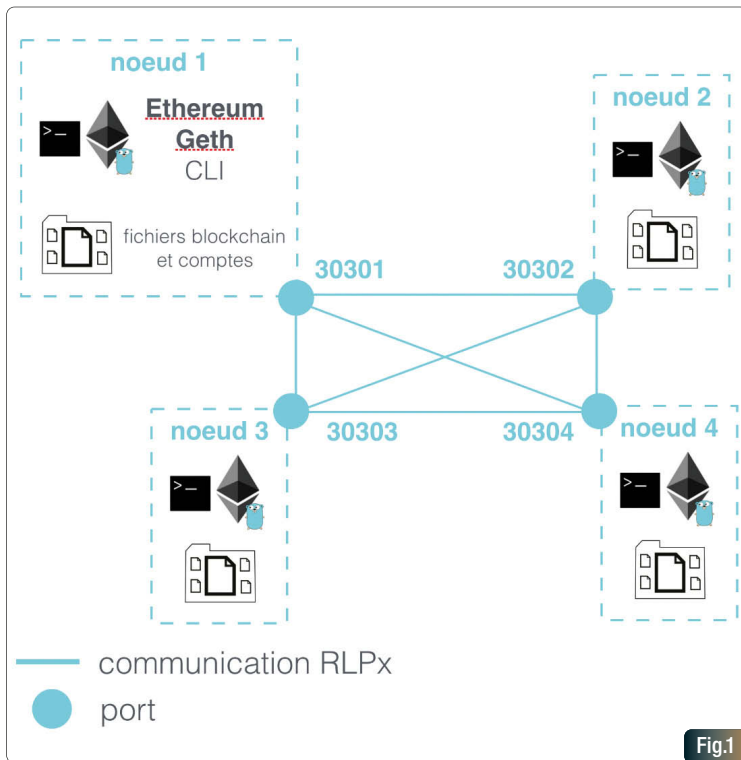 noeud 1
Ethereum
Geth
CLI
>_
fichiers blockchain
et comptes
noeud 2
>_
30301
30302
noeud 3
30303
30304
noeud 4
>_
>_
communication RLPx
port
Fig.1